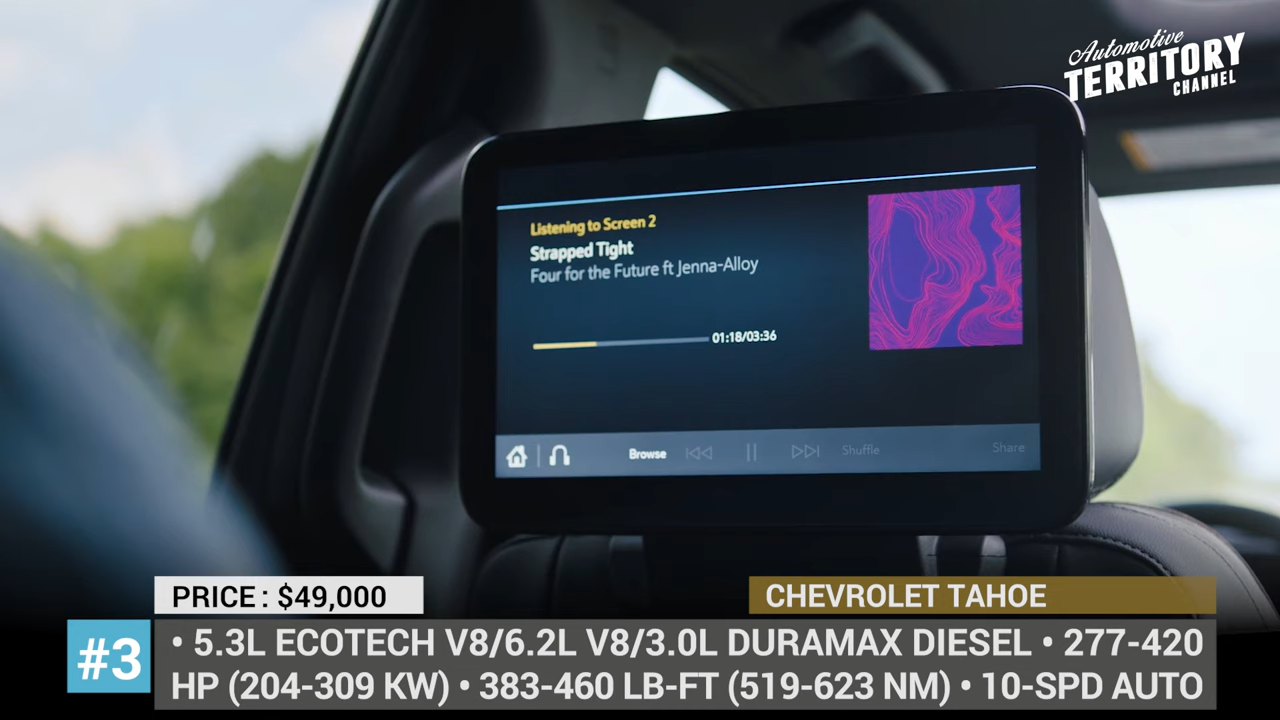 Automotive
TERRITORY
CHANNEL
Listening to Screen 2
Strapped Tight
Four for the Future ft Jenna-Alloy
01:18/03:36
Browse
Shuffle
Share
PRICE: $49,000
CHEVROLET TAHOE
#3
• 5.3L ECOTECH V8/6.2L V8/3.0L DURAMAX DIESEL • 277-420
HP (204-309 KW) • 383-460 LB-FT (519-623 NM) • 10-SPD AUTO